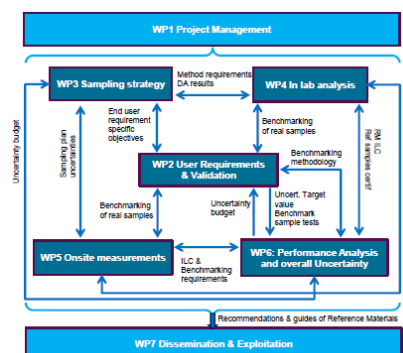 WP1 Project Management
WP3 Sampling strategy
Method requirements
DA results
WP4 In lab analysis
End user
requirement
specific
objectives
Benchmarking
of real samples
Benchmarking
methodology
Uncertainty budget
Sampling plan
uncertainties
RM, ILC
Ref samples certif
WP2 User Requirements
& Validation
Benchmarking
of real samples
Uncertainty
budget
Uncert. Target
value
Benchmark
sample tests
WP5 Onsite measurements
ILC &
Benchmarking
requirements
WP6: Performance Analysis
and overall Uncertainty
Recommendations & guides of Reference Materials
WP7 Dissemination & Exploitation